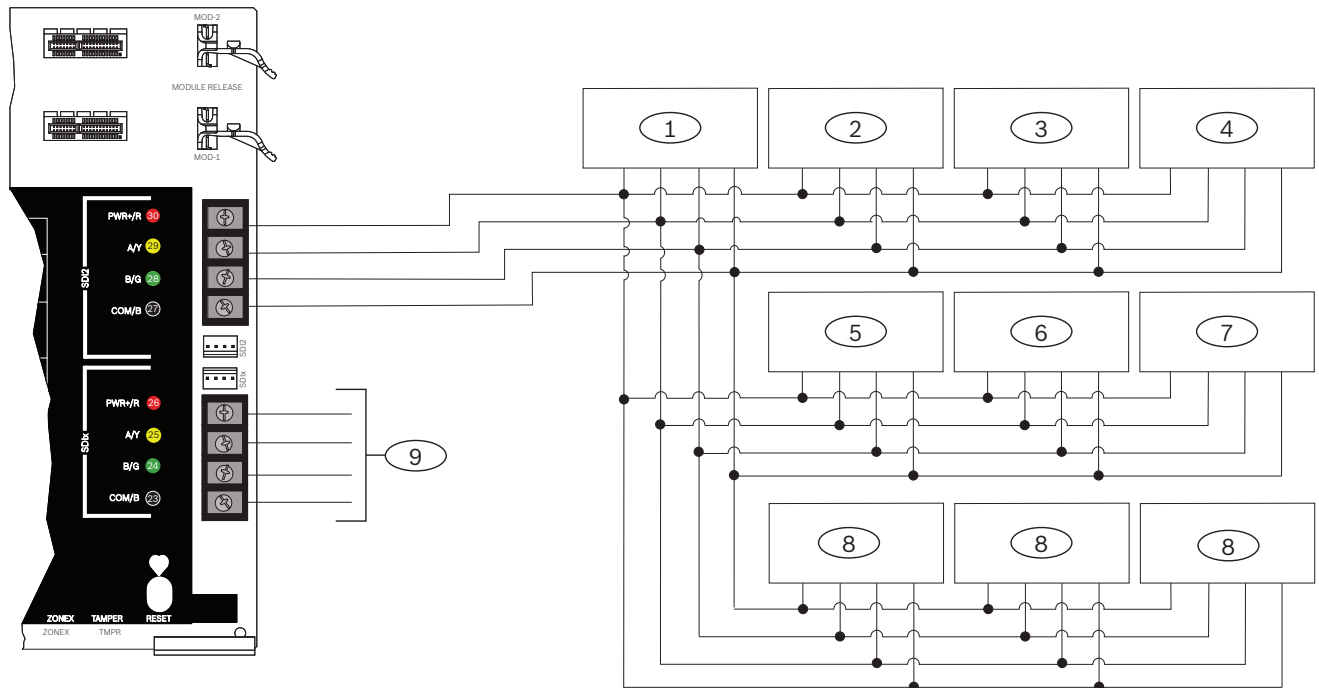 MOD-2
MODULE RELEASE
MOD-1
PWR+/R 30
A/Y 29
B/G 28
COM/B 27
SDI2
SDI2
SDIx
PWR+/R 26
A/Y 25
B/G 24
COM/B 23
SDIx
ZONEX TAMPER RESET
ZONEX TMPR
1 2 3 4
5 6 7
8 8 8
9